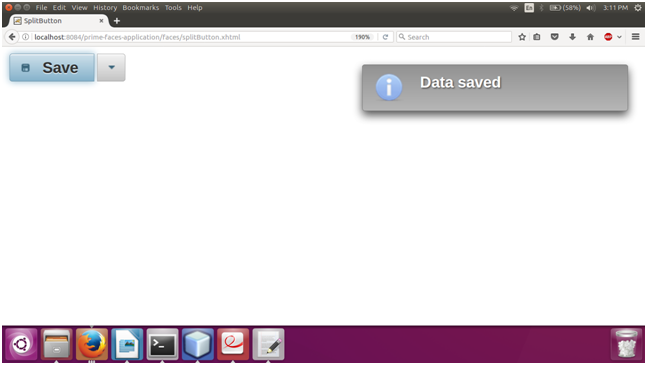 File Edit View History Bookmarks Tools Help
En (58%) 3:11 PM
SplitButton
localhost:8084/prime-faces-application/faces/splitButton.xhtml 190% Search
Save
Data saved